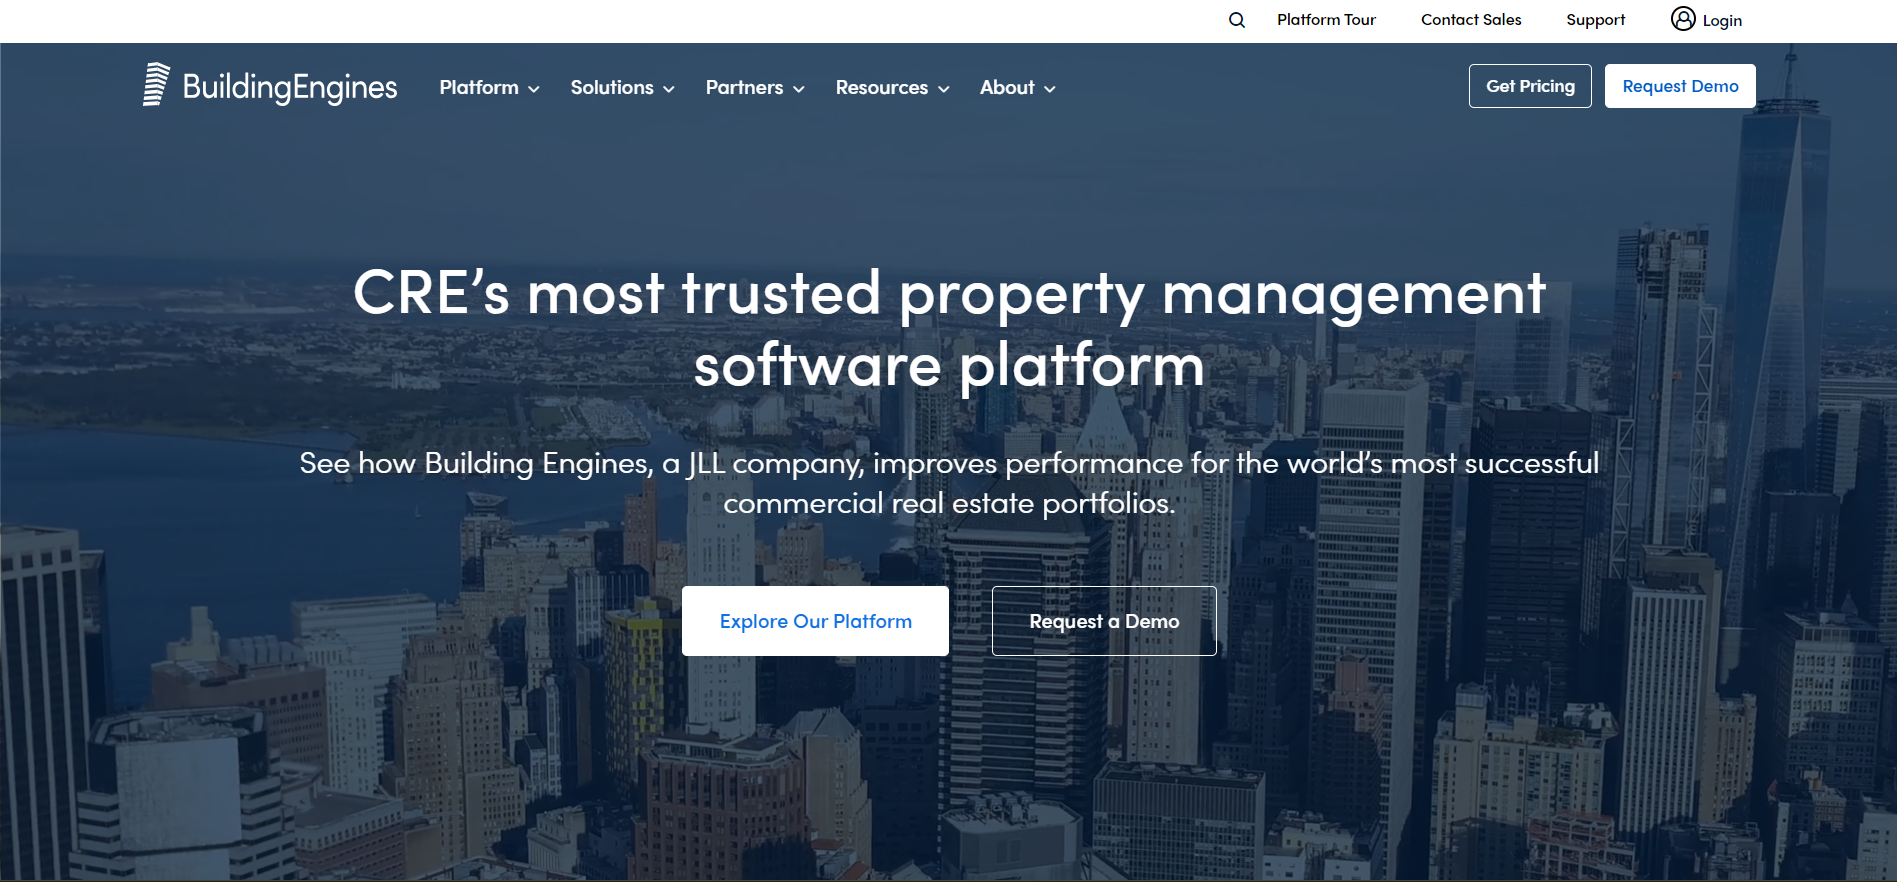 Platform Tour
Contact Sales
Support
Login
BuildingEngines
Platform
Solutions
Partners
Resources
About
Get Pricing
Request Demo
CRE’s most trusted property management
software platform
See how Building Engines, a JLL company, improves performance for the world’s most successful
commercial real estate portfolios.
Explore Our Platform
Request a Demo